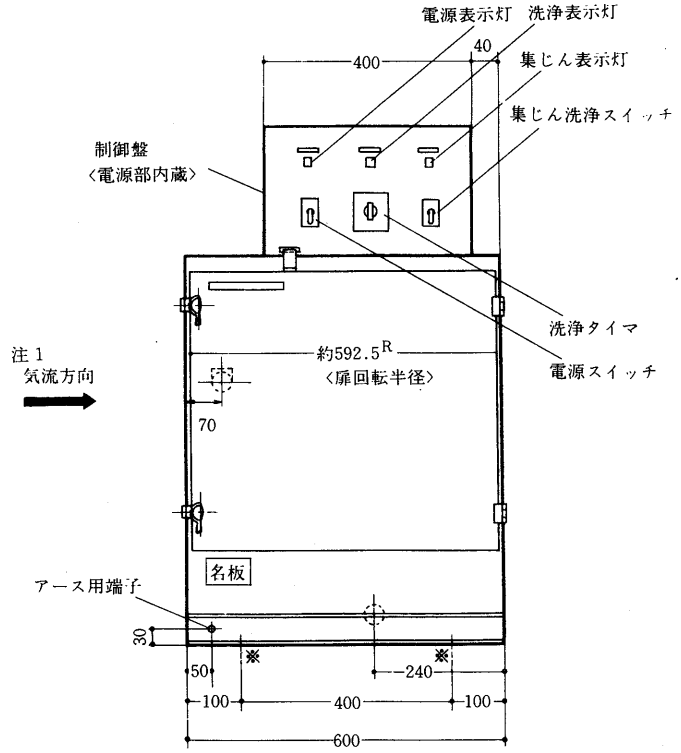 電源表示灯 洗浄表示灯
400
40
集じん表示灯
集じん洗浄スイッチ
制御盤
〈電源部内蔵〉
洗浄タイマ
電源スイッチ
約592.5R
〈扉回転半径〉
注1
気流方向
70
名板
アース用端子
30
※ ※
50
240
100 400 100
600